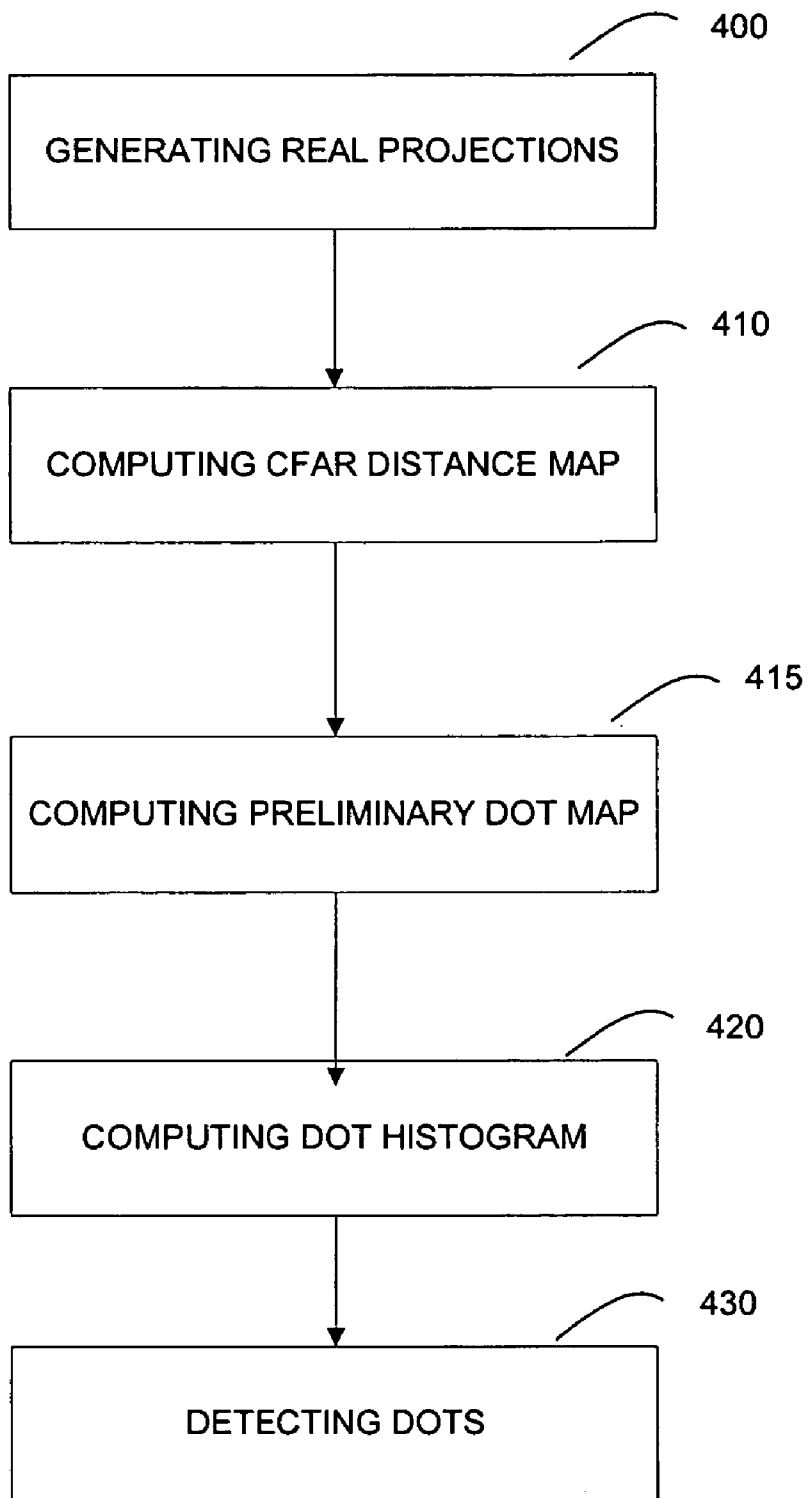 400
GENERATING REAL PROJECTIONS
410
COMPUTING CFAR DISTANCE MAP
415
COMPUTING PRELIMINARY DOT MAP
420
COMPUTING DOT HISTOGRAM
430
DETECTING DOTS